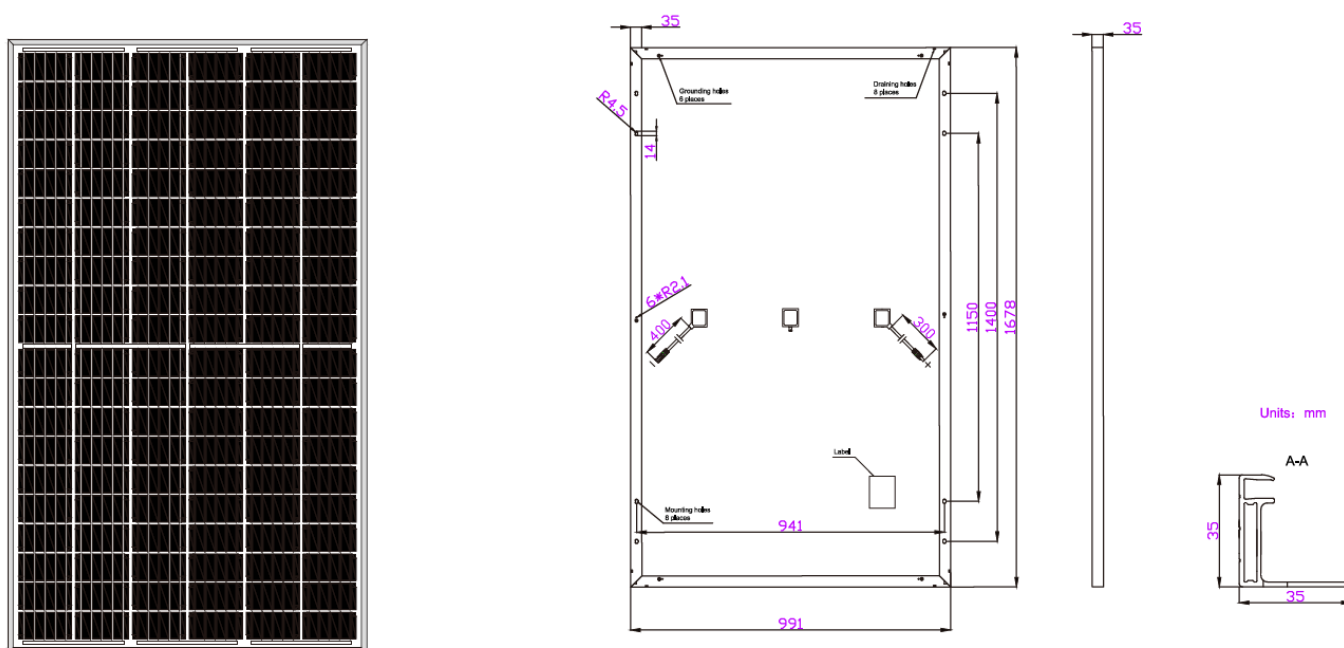 35
35
Grounding holes
6 places
Draining holes
8 places
R4.5
14
6*R2.1
400
300
-
+
1150
1400
1678
Units: mm
A-A
Label
Mounting holes
8 places
941
35
35
991